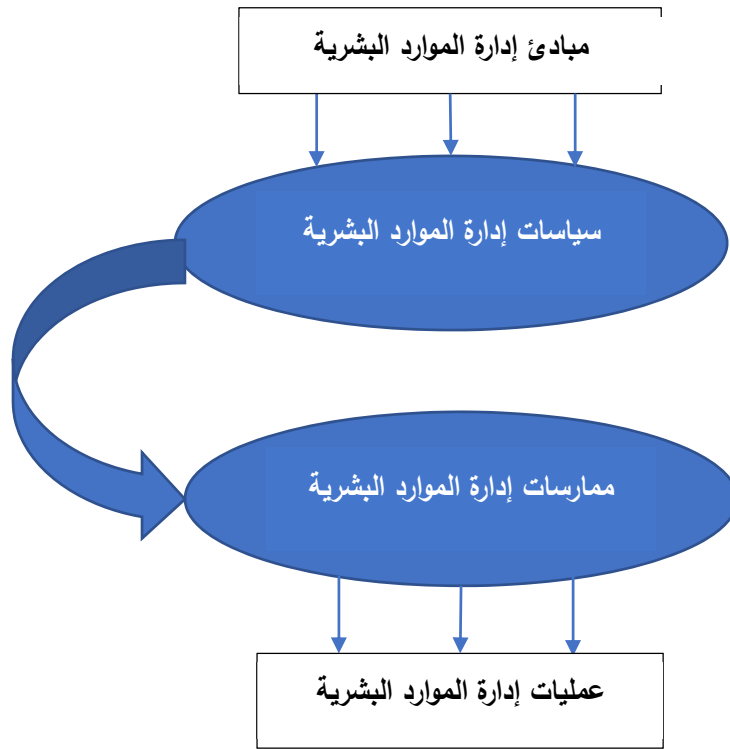 مبادئ إدارة الموارد البشرية
سياسات إدارة الموارد البشرية
ممارسات إدارة الموارد البشرية
عمليات إدارة الموارد البشرية